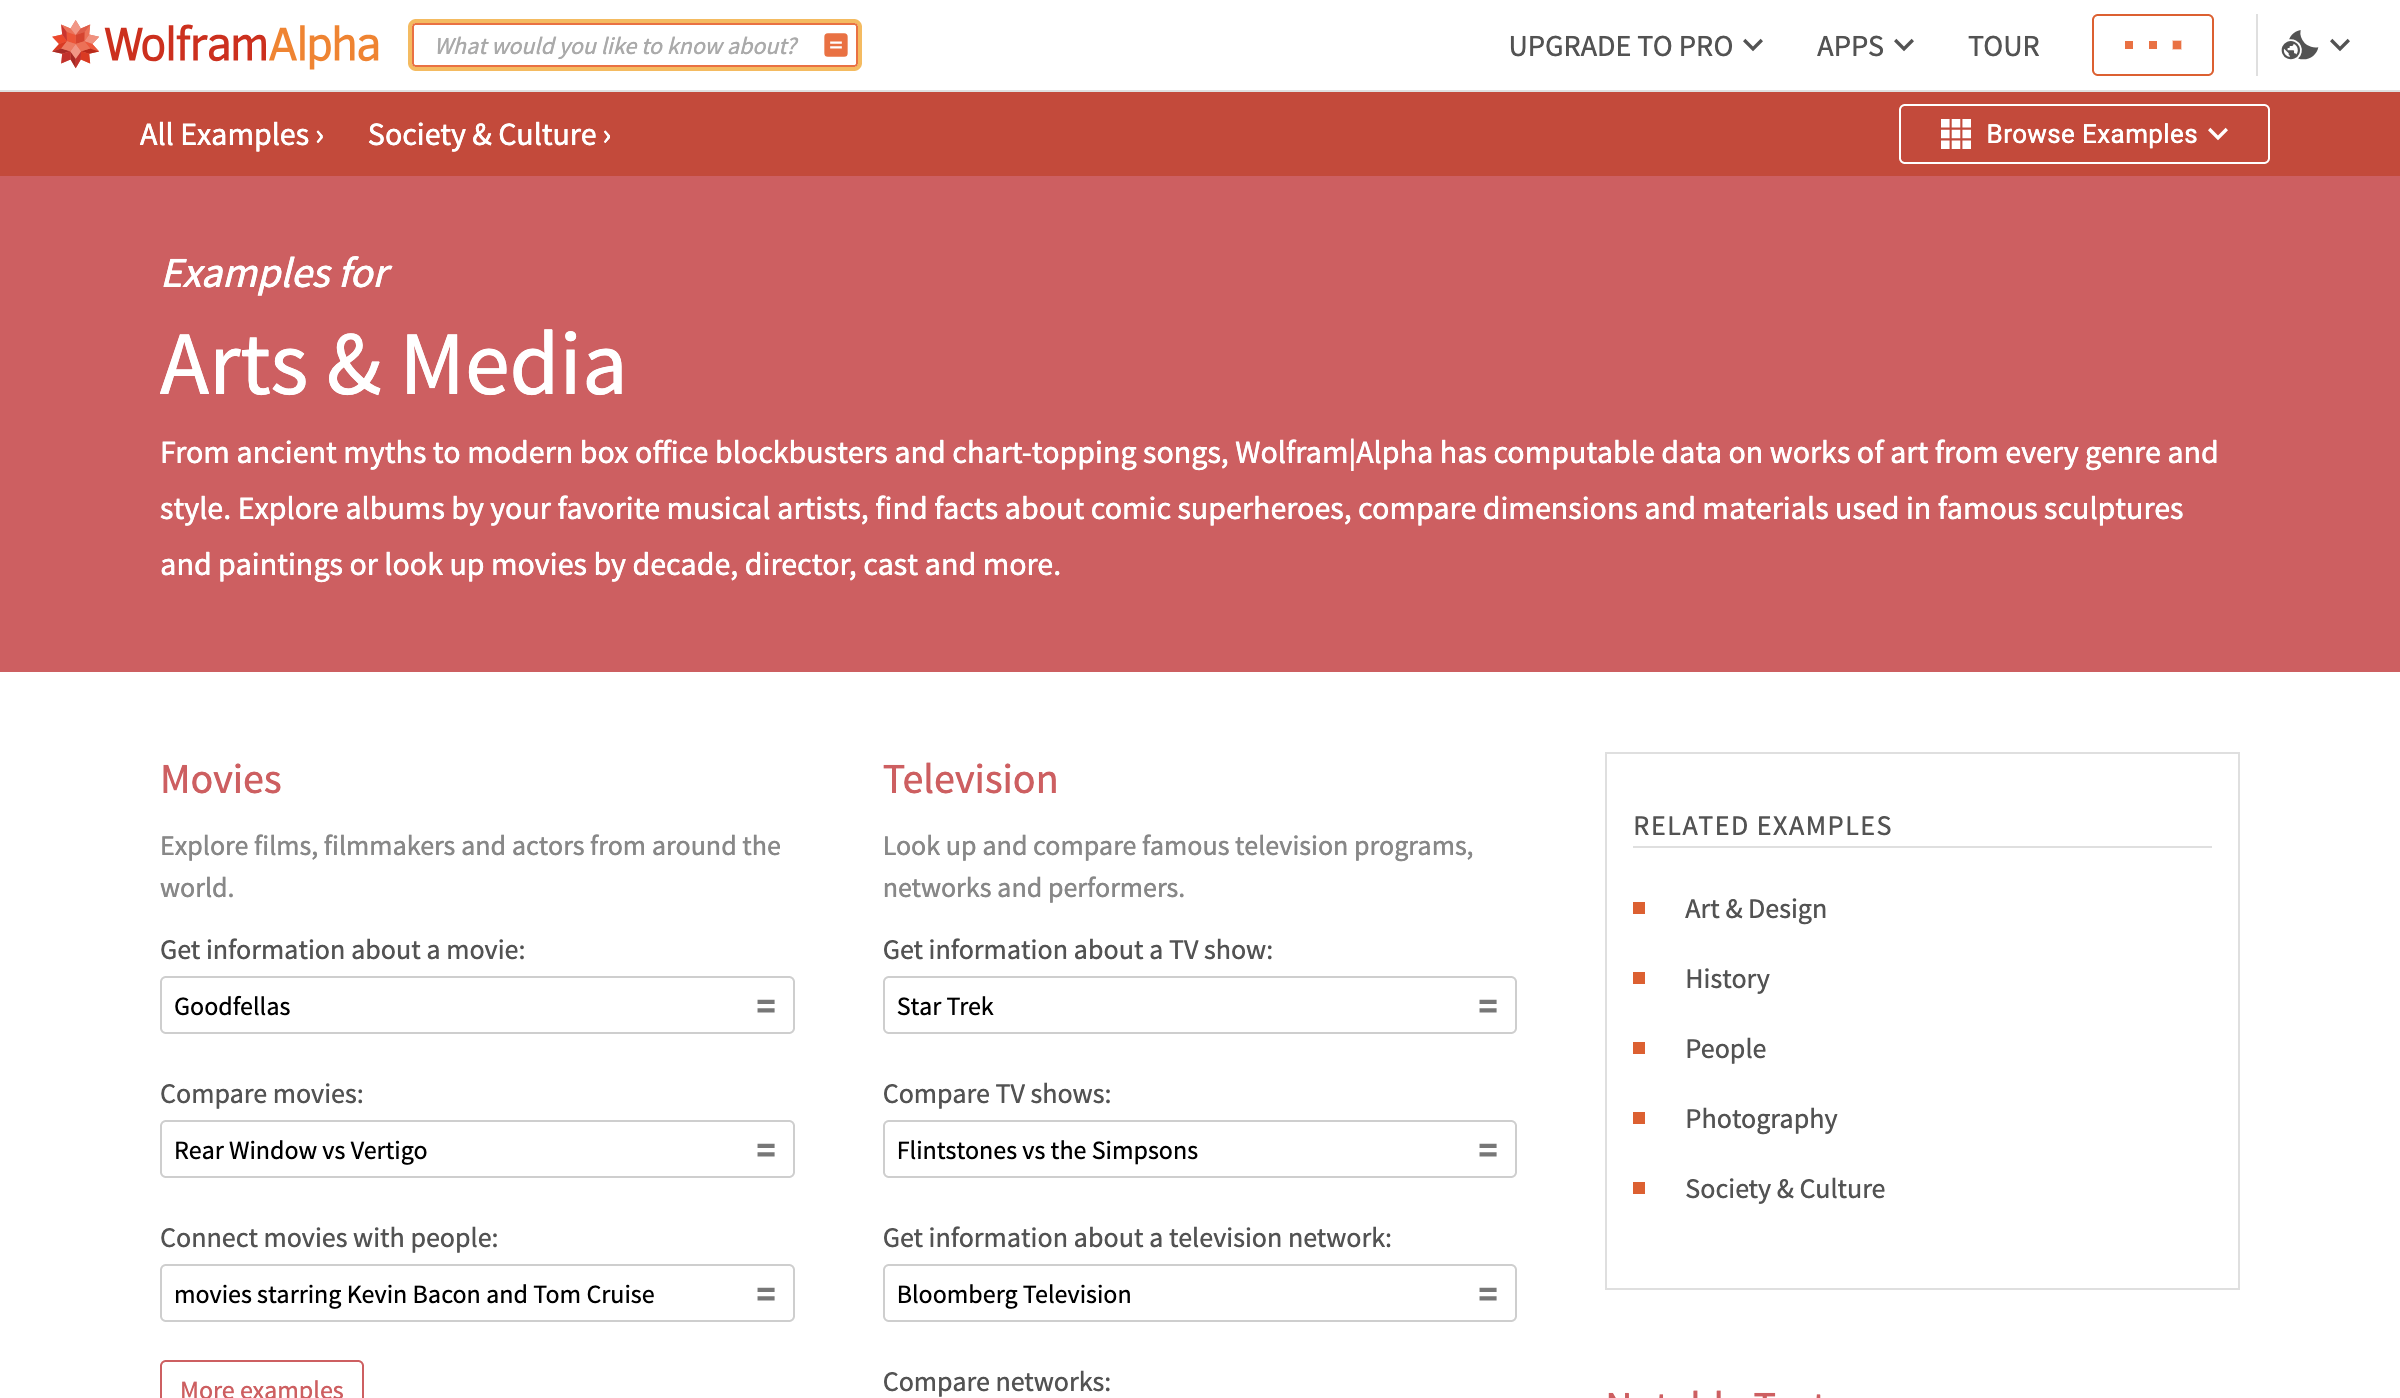 WolframAlpha
What would you like to know about?
UPGRADE TO PRO
APPS
TOUR
All Examples ›
Society & Culture ›
Browse Examples
Examples for
Arts & Media
From ancient myths to modern box office blockbusters and chart-topping songs, Wolfram|Alpha has computable data on works of art from every genre and
style. Explore albums by your favorite musical artists, find facts about comic superheroes, compare dimensions and materials used in famous sculptures
and paintings or look up movies by decade, director, cast and more.
Movies
Explore films, filmmakers and actors from around the
world.
Get information about a movie:
Goodfellas
Compare movies:
Rear Window vs Vertigo
Connect movies with people:
movies starring Kevin Bacon and Tom Cruise
More examples
Television
Look up and compare famous television programs,
networks and performers.
Get information about a TV show:
Star Trek
Compare TV shows:
Flintstones vs the Simpsons
Get information about a television network:
Bloomberg Television
Compare networks:
RELATED EXAMPLES
Art & Design
History
People
Photography
Society & Culture